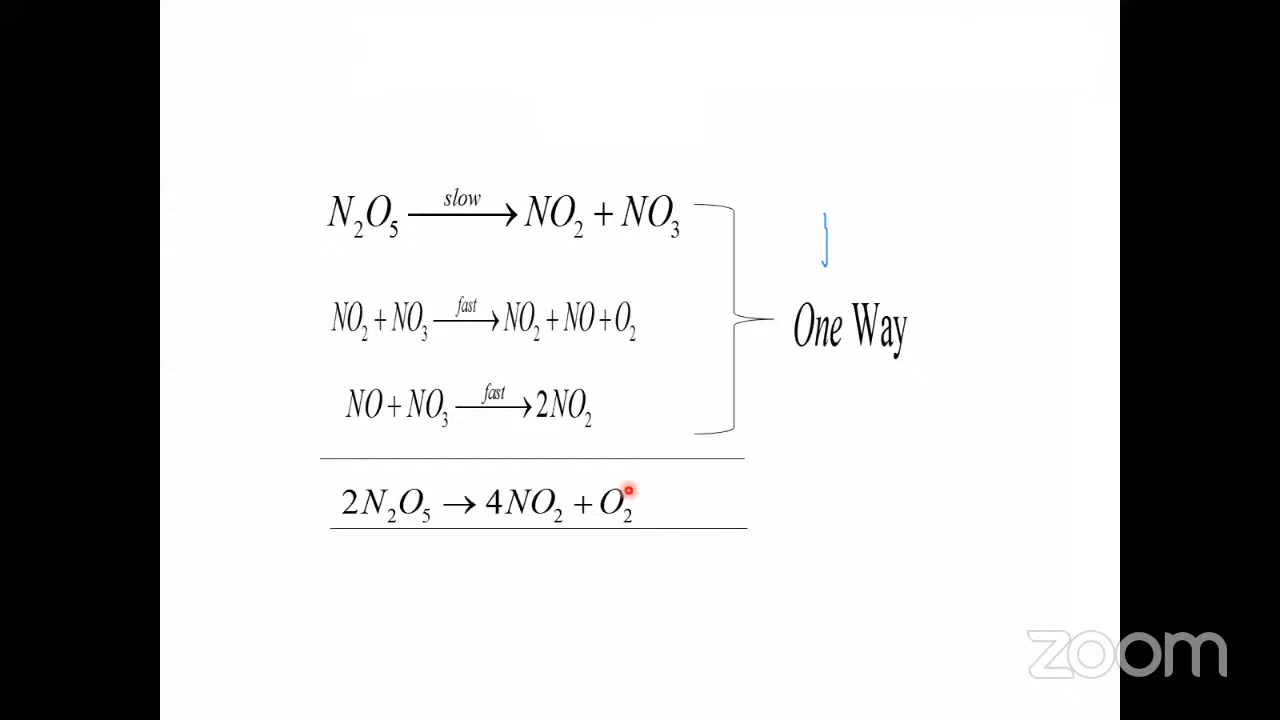 N₂O₅ —slow→ NO₂ + NO₃
NO₂ + NO₃ —fast→ NO₂ + NO + O₂
NO + NO₃ —fast→ 2NO₂
One Way
2N₂O₅ → 4NO₂ + O₂
zoom